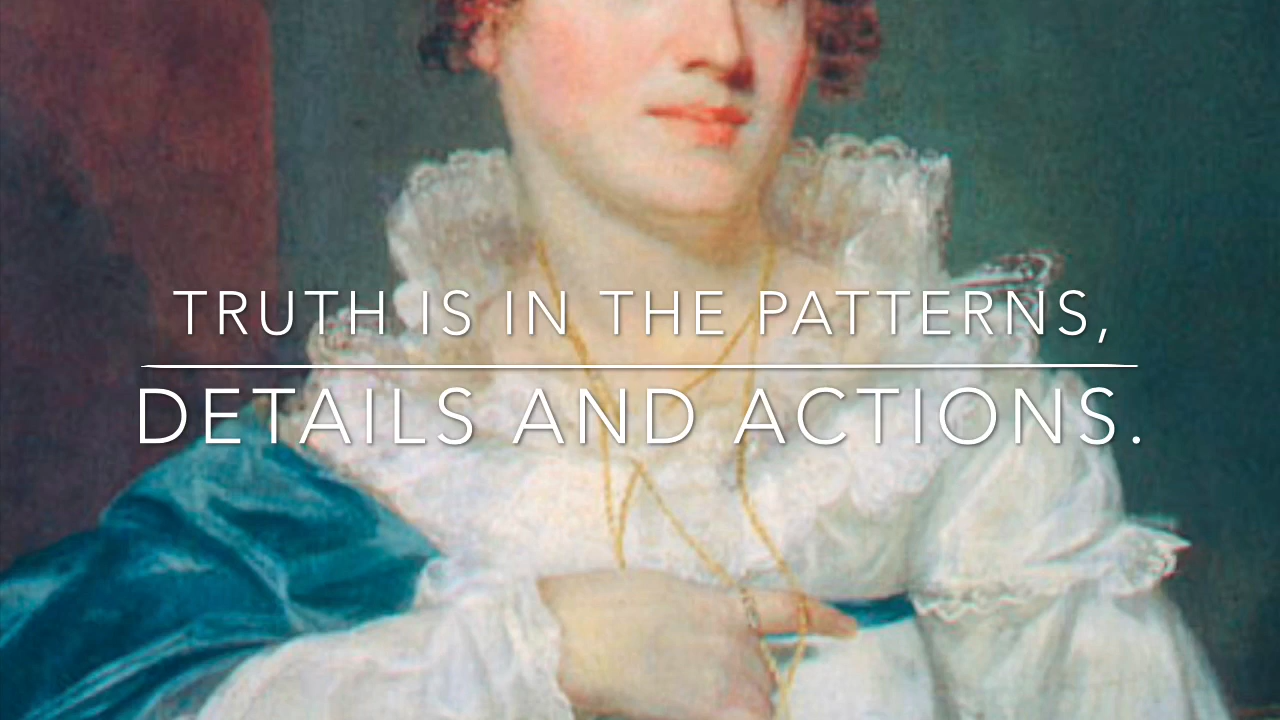 TRUTH IS IN THE PATTERNS,
DETAILS AND ACTIONS.